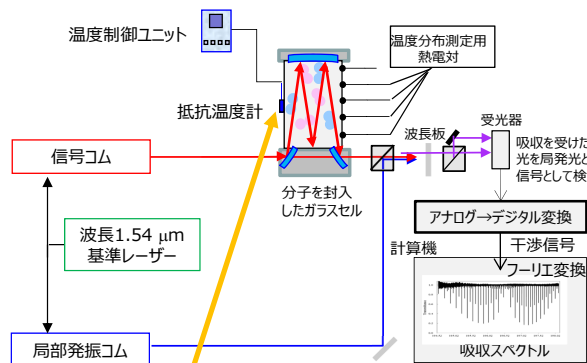 温度制御ユニット
温度分布測定用
熱電対
抵抗温度計
受光器
波長板
信号コム
吸収を受けた
光を局発光と
信号として検
分子を封入
したガラスセル
アナログ→デジタル変換
波長1.54 μm
基準レーザー
計算機
干渉信号
フーリエ変換
吸収スペクトル
局部発振コム